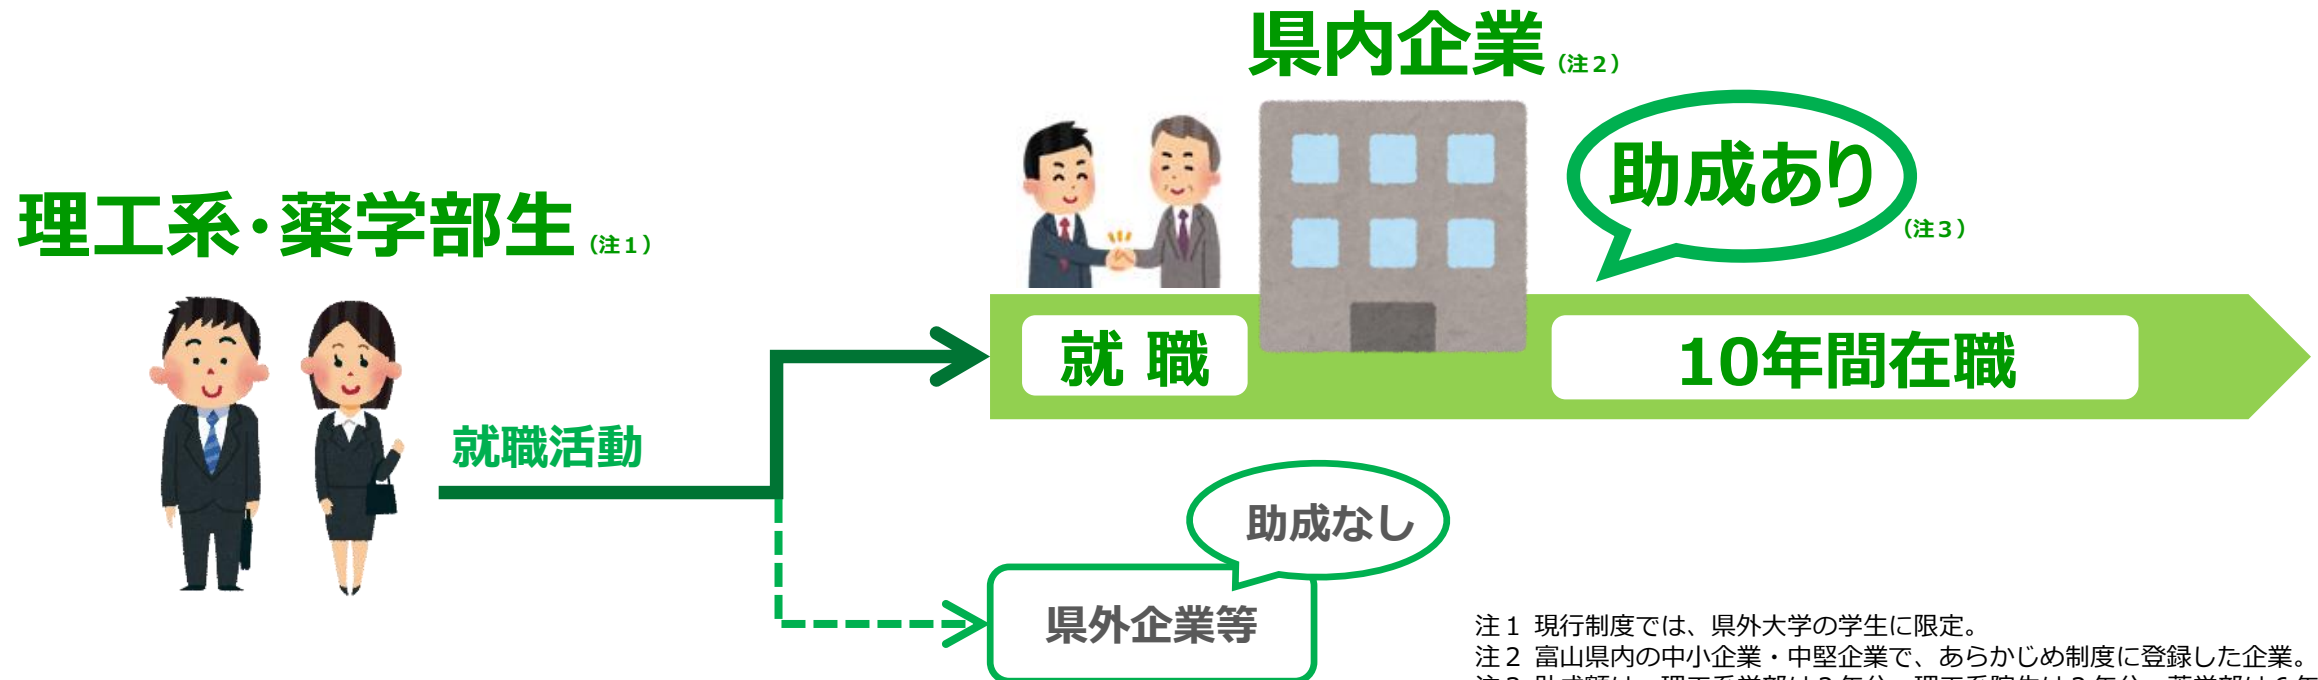 県内企業(注2)
助成あり
(注3)
理工系・薬学部生(注1)
就 職
10年間在職
就職活動
助成なし
県外企業等
注1 現行制度では、県外大学の学生に限定。
注2 富山県内の中小企業・中堅企業で、あらかじめ制度に登録した企業。